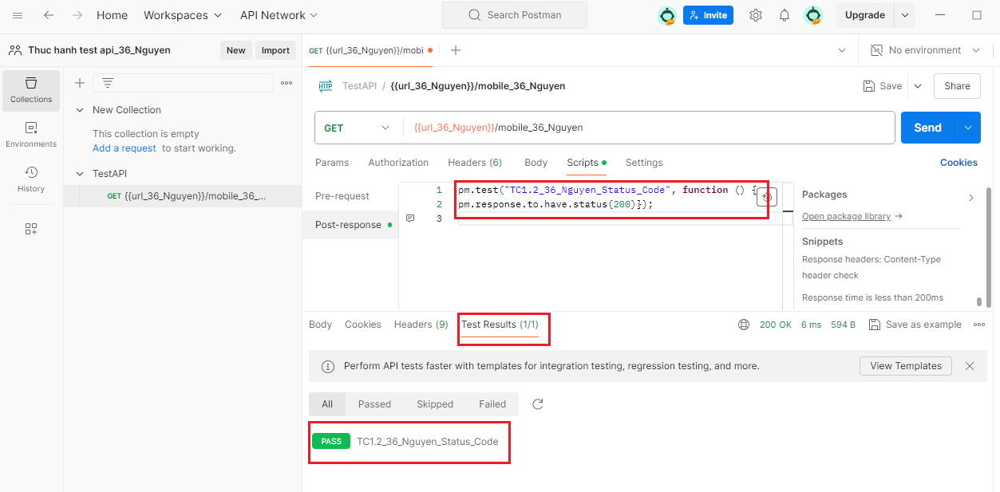 Home Workspaces API Network Search Postman Invite Upgrade
Thuc hanh test api_36_Nguyen New Import
GET {{url_36_Nguyen}}/mobi No environment
Collections
Environments
History
New Collection
This collection is empty
Add a request to start working.
TestAPI
GET {{url_36_Nguyen}}/mobile_36_...
HTTP TestAPI / {{url_36_Nguyen}}/mobile_36_Nguyen Save Share
GET {{url_36_Nguyen}}/mobile_36_Nguyen Send
Params Authorization Headers (6) Body Scripts Settings Cookies
Pre-request
Post-response
1 pm.test("TC1.2_36_Nguyen_Status_Code", function () {
2 pm.response.to.have.status(200)});
3
Packages
Open package library →
Snippets
Response headers: Content-Type
header check
Response time is less than 200ms
Body Cookies Headers (9) Test Results (1/1) 200 OK 6 ms 594 B Save as example
Perform API tests faster with templates for integration testing, regression testing, and more. View Templates
All Passed Skipped Failed
PASS TC1.2_36_Nguyen_Status_Code